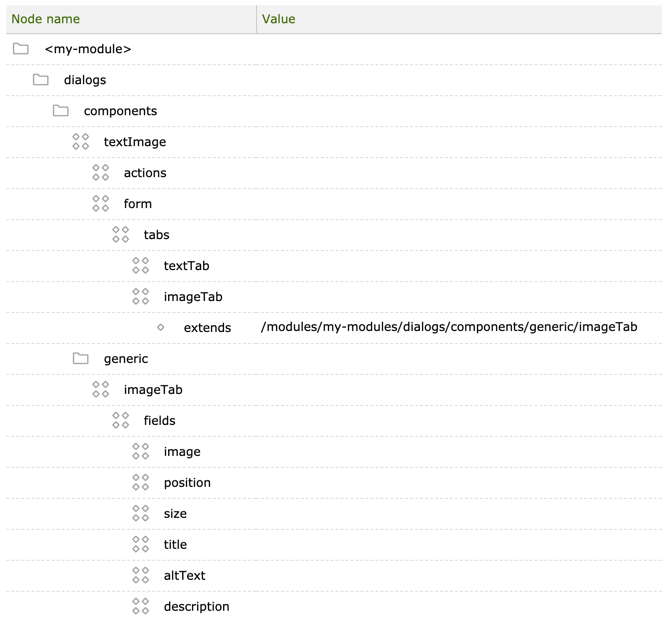 Node name Value
<my-module>
dialogs
components
textImage
actions
form
tabs
textTab
imageTab
extends /modules/my-modules/dialogs/components/generic/imageTab
generic
imageTab
fields
image
position
size
title
altText
description